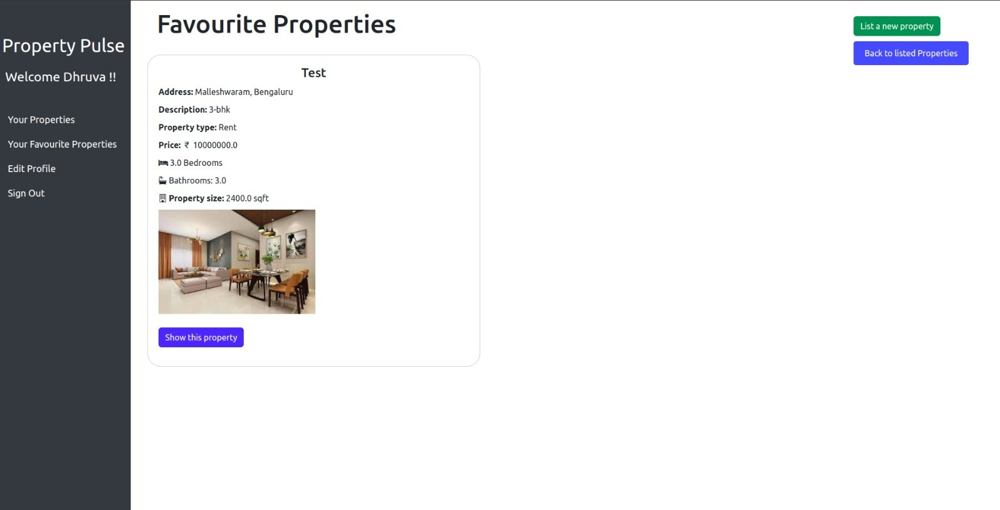 Property Pulse
Welcome Dhruva !!
Your Properties
Your Favourite Properties
Edit Profile
Sign Out
Favourite Properties
List a new property
Back to listed Properties
Test
Address: Malleshwaram, Bengaluru
Description: 3-bhk
Property type: Rent
Price: ₹ 10000000.0
3.0 Bedrooms
Bathrooms: 3.0
Property size: 2400.0 sqft
Show this property